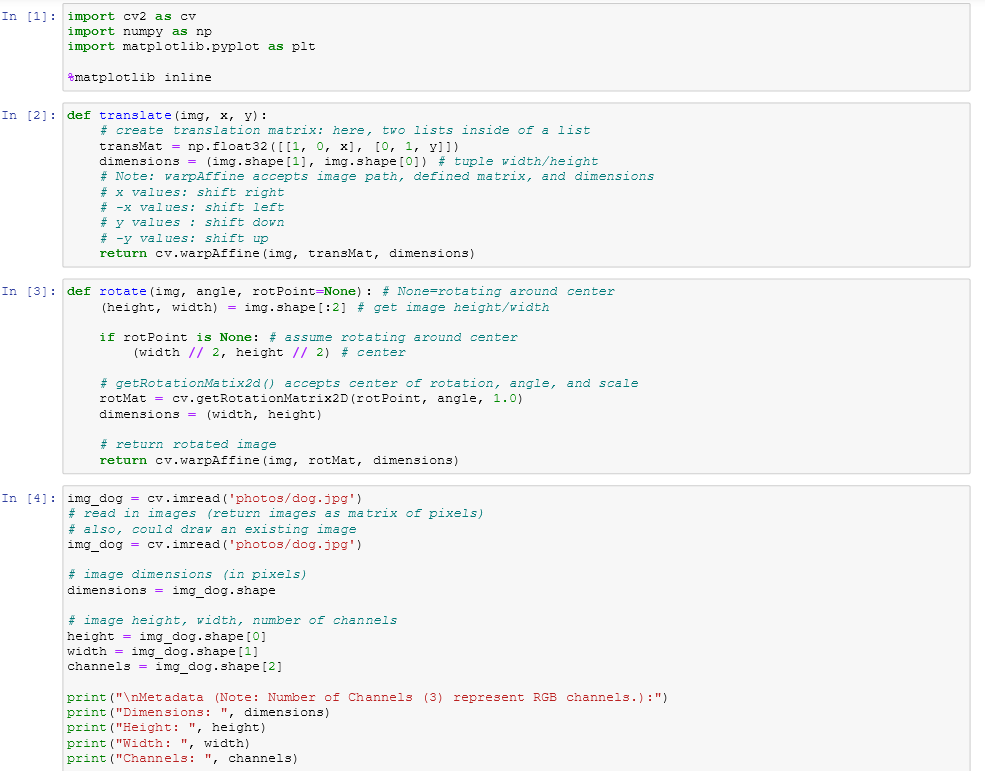 In [1]: import cv2 as cv
import numpy as np
import matplotlib.pyplot as plt
%matplotlib inline
In [2]: def translate(img, x, y):
# create translation matrix: here, two lists inside of a list
transMat = np.float32([[1, 0, x], [0, 1, y]])
dimensions = (img.shape[1], img.shape[0]) # tuple width/height
# Note: warpAffine accepts image path, defined matrix, and dimensions
# x values: shift right
# -x values: shift left
# y values : shift down
# -y values: shift up
return cv.warpAffine(img, transMat, dimensions)
In [3]: def rotate(img, angle, rotPoint=None): # None=rotating around center
(height, width) = img.shape[:2] # get image height/width
if rotPoint is None: # assume rotating around center
(width // 2, height // 2) # center
# getRotationMatix2d() accepts center of rotation, angle, and scale
rotMat = cv.getRotationMatrix2D(rotPoint, angle, 1.0)
dimensions = (width, height)
# return rotated image
return cv.warpAffine(img, rotMat, dimensions)
In [4]: img_dog = cv.imread('photos/dog.jpg')
# read in images (return images as matrix of pixels)
# also, could draw an existing image
img_dog = cv.imread('photos/dog.jpg')
# image dimensions (in pixels)
dimensions = img_dog.shape
# image height, width, number of channels
height = img_dog.shape[0]
width = img_dog.shape[1]
channels = img_dog.shape[2]
print("\nMetadata (Note: Number of Channels (3) represent RGB channels.):")
print("Dimensions: ", dimensions)
print("Height: ", height)
print("Width: ", width)
print("Channels: ", channels)